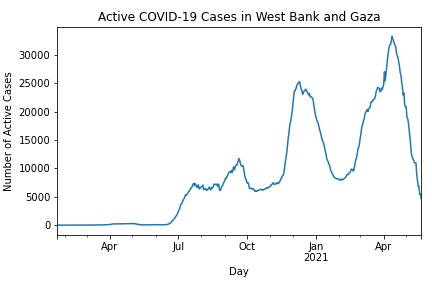 Active COVID-19 Cases in West Bank and Gaza
Number of Active Cases
30000
25000
20000
15000
10000
5000
0
Apr
Jul
Oct
Jan
2021
Apr
Day